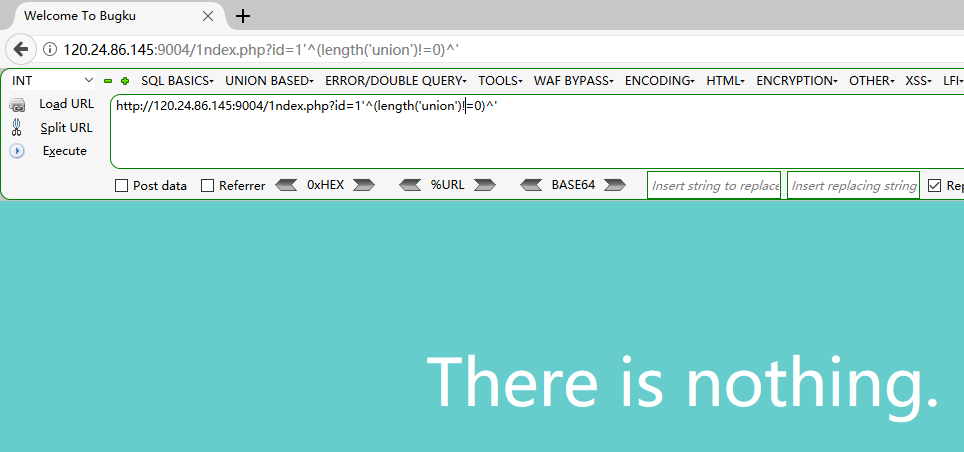 Welcome To Bugku
120.24.86.145:9004/1ndex.php?id=1'^(length('union')!=0)^'
INT SQL BASICS UNION BASED ERROR/DOUBLE QUERY TOOLS WAF BYPASS ENCODING HTML ENCRYPTION OTHER XSS LFI
Load URL http://120.24.86.145:9004/1ndex.php?id=1'^(length('union')!=0)^'
Split URL
Execute
Post data Referrer 0xHEX %URL BASE64 Insert string to replace Insert replacing string Rep
There is nothing.